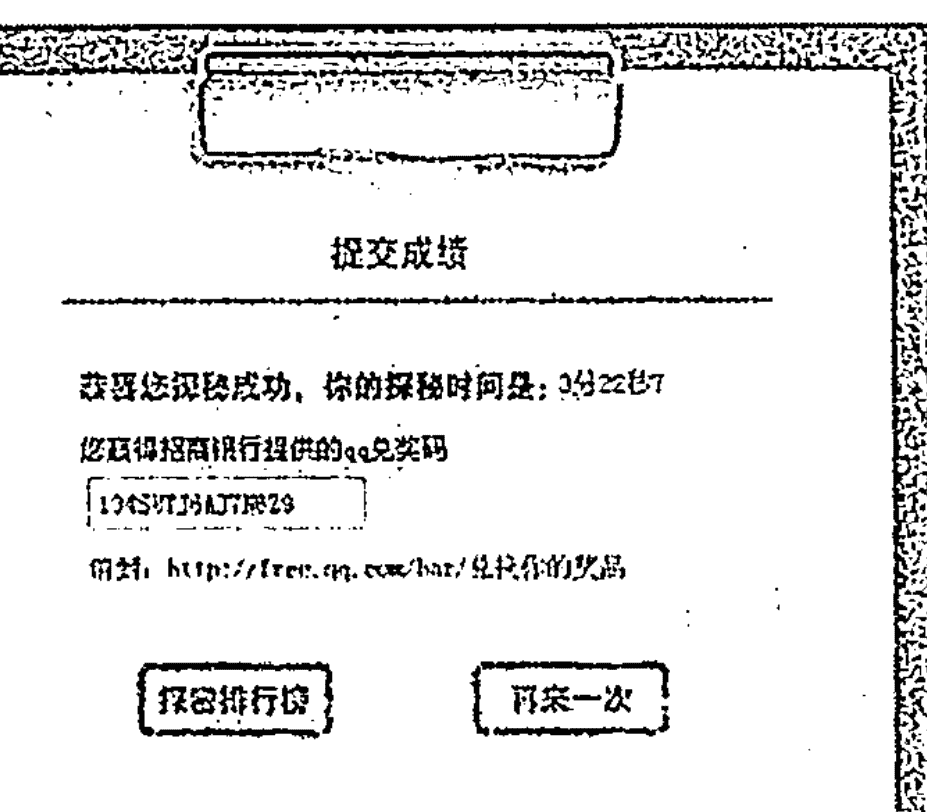 提交成绩
恭喜您探秘成功，你的探秘时间是：0分22秒7
您获得招商银行提供的qq兑奖码
前到：http://free.qq.com/bar/兑换你的奖品
探密排行榜
再来一次